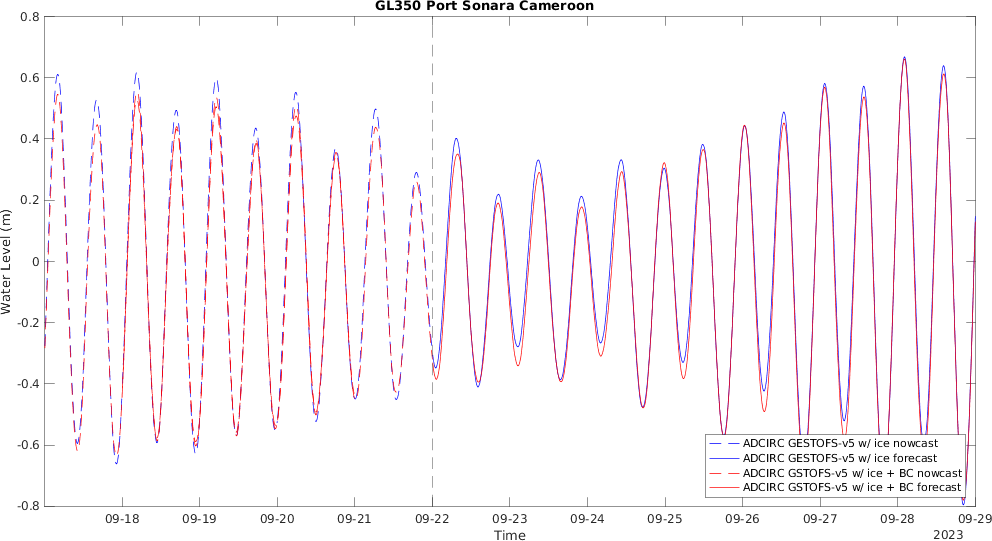 GL350 Port Sonara Cameroon
0.8
0.6
0.4
0.2
0
-0.2
-0.4
-0.6
-0.8
Water Level (m)
ADCIRC GESTOFS-v5 w/ ice nowcast
ADCIRC GESTOFS-v5 w/ ice forecast
ADCIRC GSTOFS-v5 w/ ice + BC nowcast
ADCIRC GSTOFS-v5 w/ ice + BC forecast
09-18 09-19 09-20 09-21 09-22 09-23 09-24 09-25 09-26 09-27 09-28 09-29
Time
2023